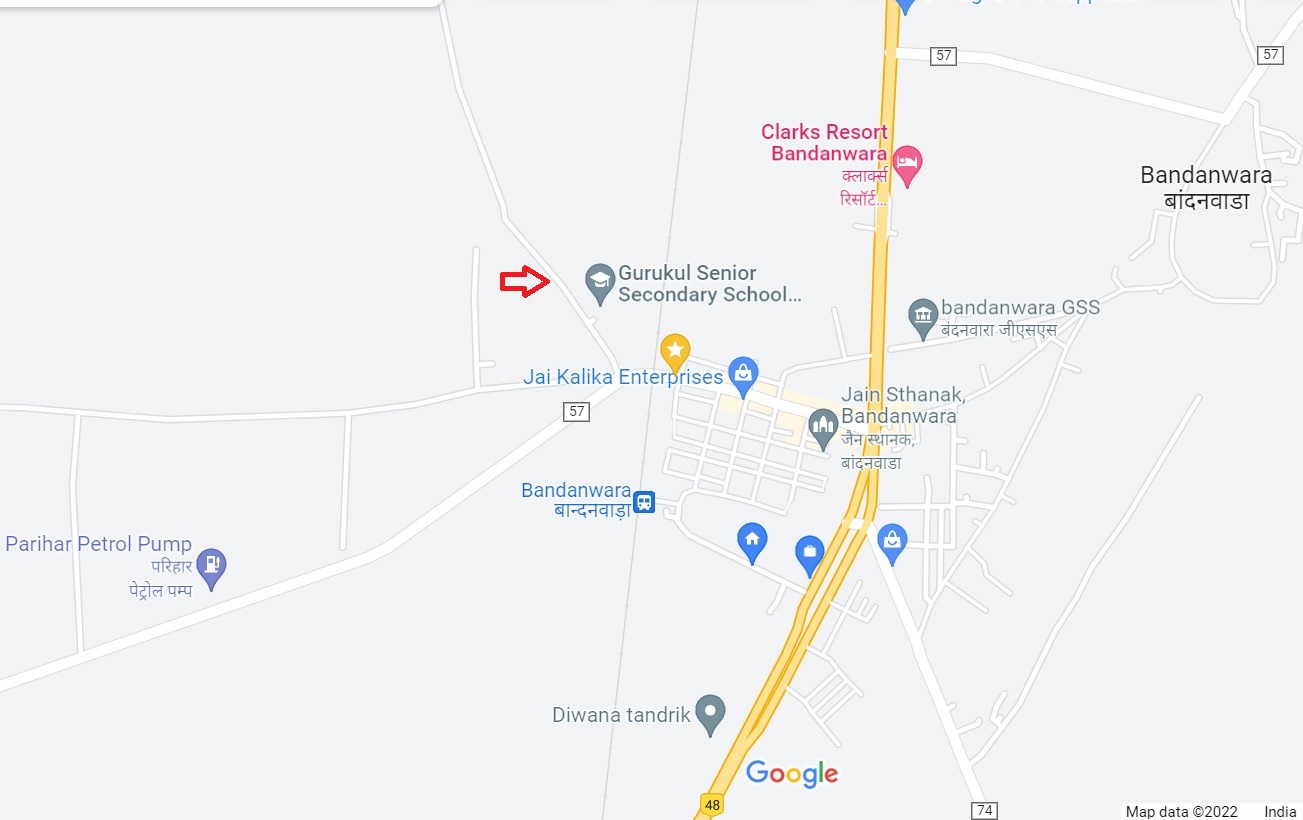 57
57
Clarks Resort
Bandanwara
क्लार्क्स
रिसॉर्ट...
Bandanwara
बांदनवाडा
Gurukul Senior
Secondary School...
bandanwara GSS
बंदनवारा जीएसएस
Jai Kalika Enterprises
Jain Sthanak,
Bandanwara
जैन स्थानक,
बांदनवाडा
57
Bandanwara
बान्दनवाड़ा
Parihar Petrol Pump
परिहार
पेट्रोल पम्प
Diwana tandrik
Google
48
74
Map data ©2022 India